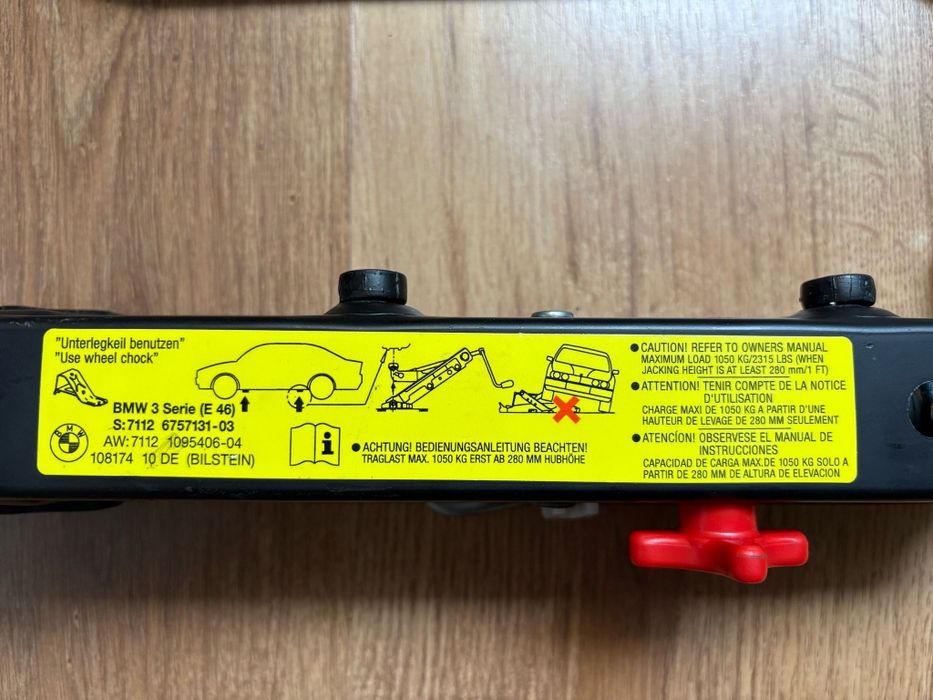 "Unterlegkeil benutzen"
"Use wheel chock"
BMW 3 Serie (E 46)
S:7112 6757131-03
AW:7112 1095406-04
108174 10 DE (BILSTEIN)
BMW
i
● ACHTUNG! BEDIENUNGSANLEITUNG BEACHTEN!
TRAGLAST MAX. 1050 KG ERST AB 280 MM HUBHÖHE
● CAUTION! REFER TO OWNERS MANUAL
MAXIMUM LOAD 1050 KG/2315 LBS (WHEN
JACKING HEIGHT IS AT LEAST 280 mm/1 FT)
● ATTENTION! TENIR COMPTE DE LA NOTICE
D'UTILISATION
CHARGE MAXI DE 1050 KG A PARTIR D'UNE
HAUTEUR DE LEVAGE DE 280 MM SEULEMENT
● ATENCÍON! OBSERVESE EL MANUAL DE
INSTRUCCIONES
CAPACIDAD DE CARGA MAX.DE 1050 KG SOLO A
PARTIR DE 280 MM DE ALTURA DE ELEVACION